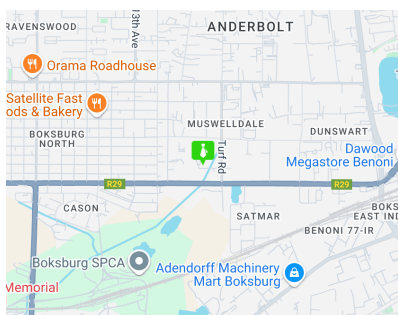 RAVENSWOOD
13th Ave
ANDERBOLT
Orama Roadhouse
Satellite Fast
ods & Bakery
MUSWELLDALE
BOKSBURG
NORTH
DUNSWART
Turf Rd
Dawood
Megastore Benoni
R29
R29
CASON
SATMAR
BOKS
EAST IND
BENONI 77-IR
Boksburg SPCA
Adendorff Machinery
Mart Boksburg
Memorial